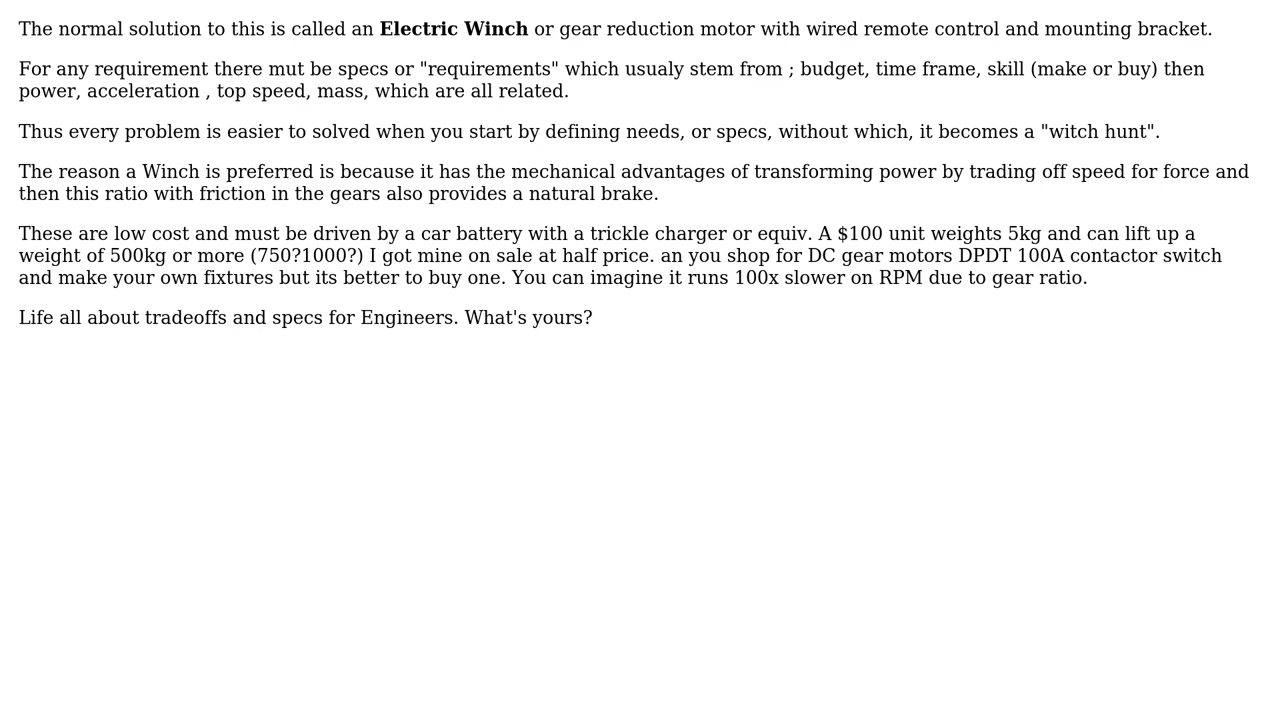 The normal solution to this is called an Electric Winch or gear reduction motor with wired remote control and mounting bracket.
For any requirement there mut be specs or "requirements" which usualy stem from ; budget, time frame, skill (make or buy) then
power, acceleration , top speed, mass, which are all related.
Thus every problem is easier to solved when you start by defining needs, or specs, without which, it becomes a "witch hunt".
The reason a Winch is preferred is because it has the mechanical advantages of transforming power by trading off speed for force and
then this ratio with friction in the gears also provides a natural brake.
These are low cost and must be driven by a car battery with a trickle charger or equiv. A $100 unit weights 5kg and can lift up a
weight of 500kg or more (750?1000?) I got mine on sale at half price. an you shop for DC gear motors DPDT 100A contactor switch
and make your own fixtures but its better to buy one. You can imagine it runs 100x slower on RPM due to gear ratio.
Life all about tradeoffs and specs for Engineers. What's yours?